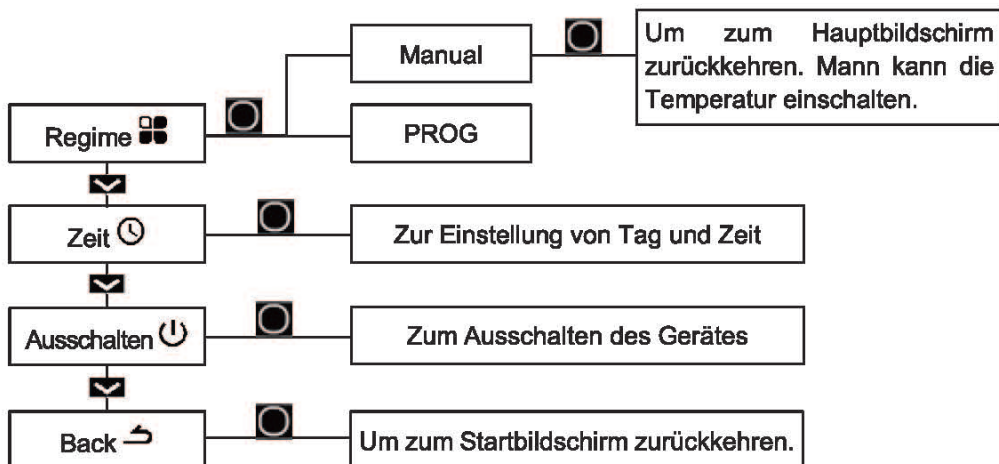 Manual
Um zum Hauptbildschirm
zurückkehren. Mann kann die
Temperatur einschalten.
Regime
PROG
Zeit
Zur Einstellung von Tag und Zeit
Ausschalten
Zum Ausschalten des Gerätes
Back
Um zum Startbildschirm zurückkehren.